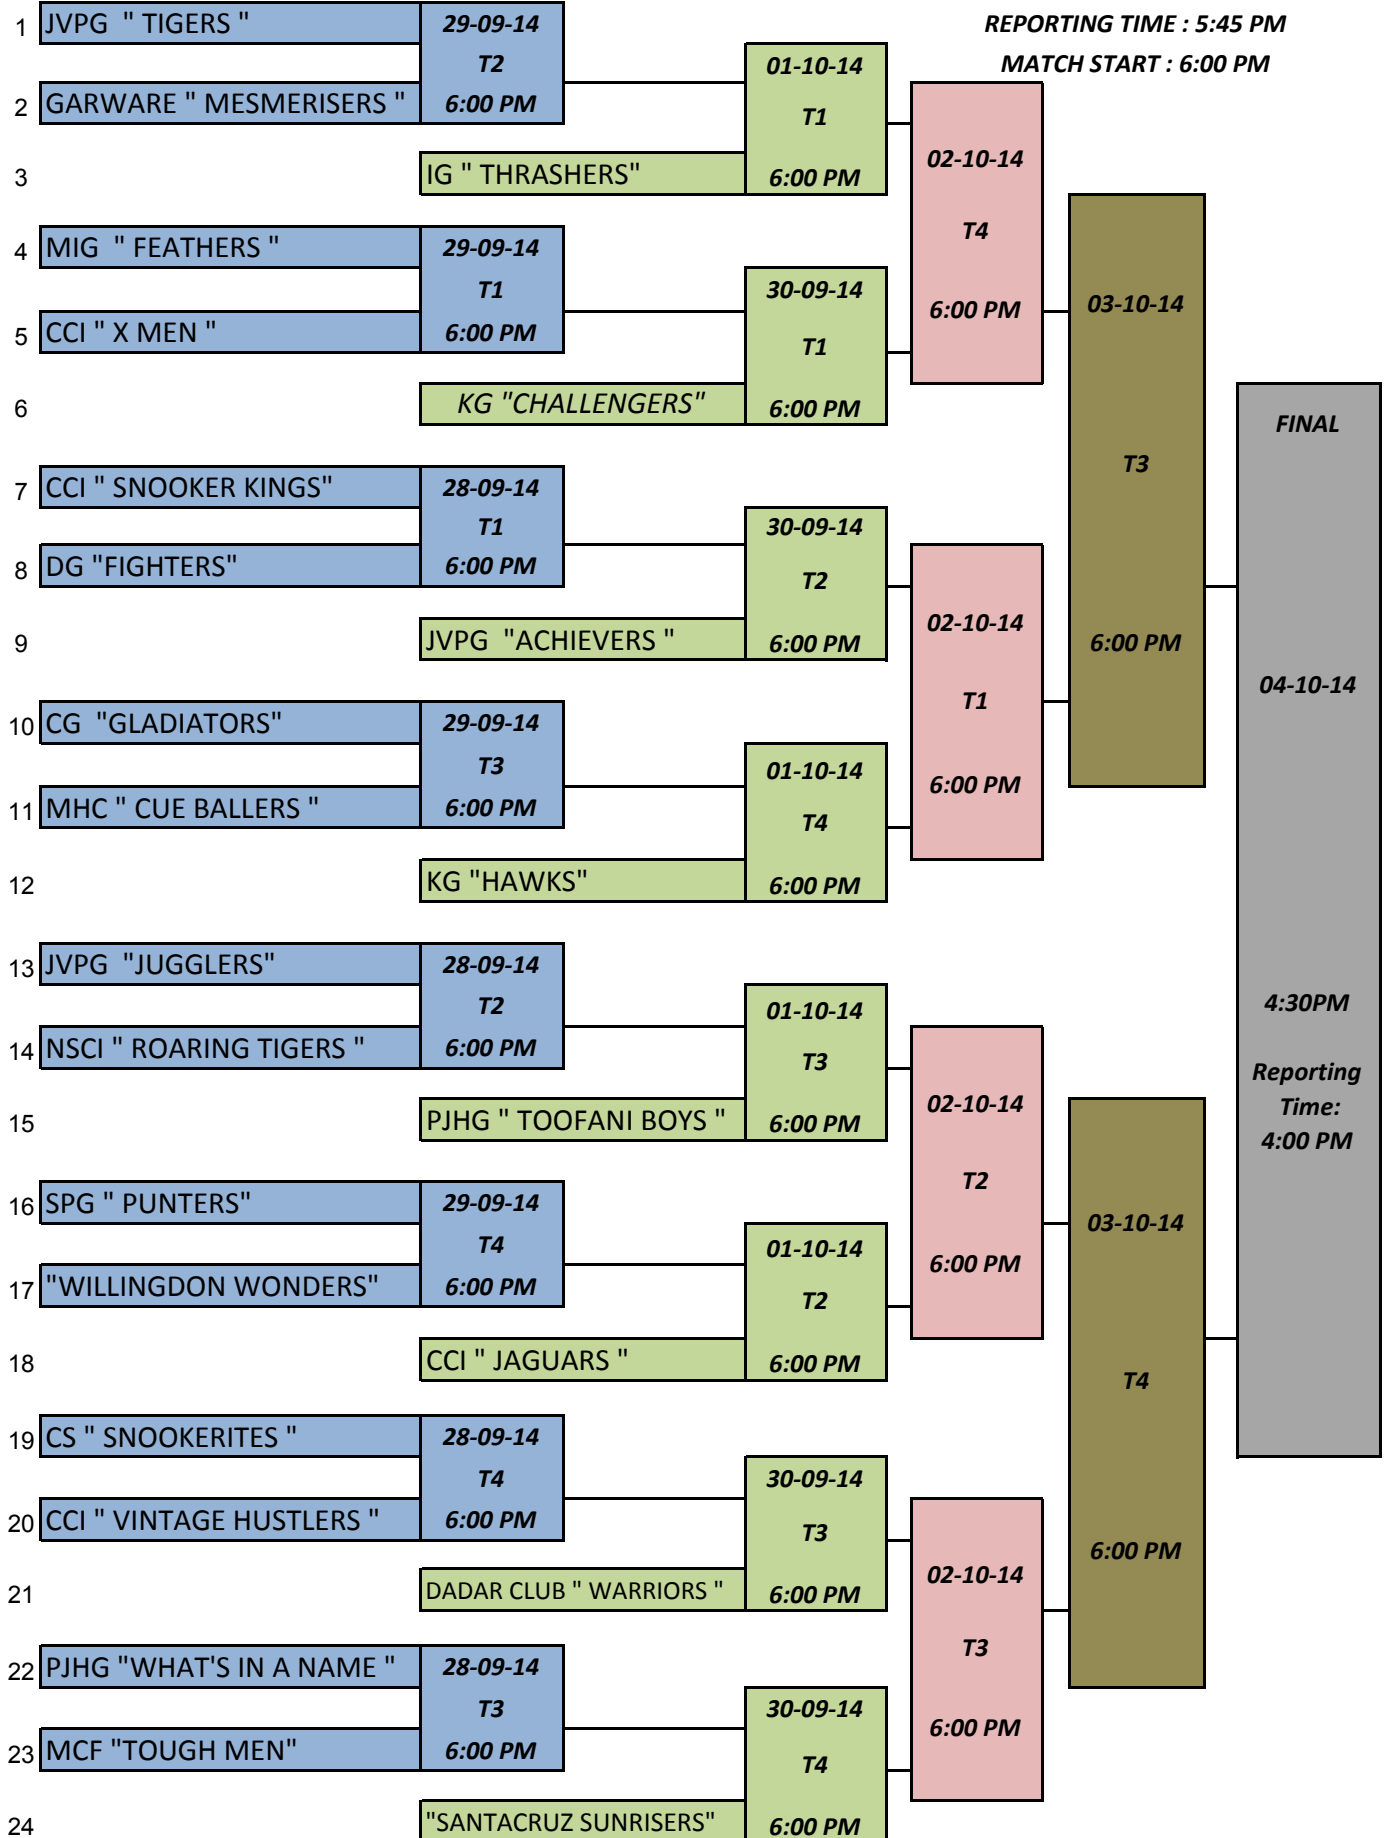 REPORTING TIME : 5:45 PM
MATCH START : 6:00 PM
1 JVPG " TIGERS "
29-09-14
T2
6:00 PM
2 GARWARE " MESMERISERS "
01-10-14
T1
6:00 PM
3 IG " THRASHERS"
02-10-14
T4
6:00 PM
4 MIG " FEATHERS "
29-09-14
T1
6:00 PM
5 CCI " X MEN "
30-09-14
T1
6:00 PM
6 KG "CHALLENGERS"
03-10-14
T3
6:00 PM
7 CCI " SNOOKER KINGS"
28-09-14
T1
6:00 PM
8 DG "FIGHTERS"
30-09-14
T2
6:00 PM
9 JVPG "ACHIEVERS "
02-10-14
T1
6:00 PM
10 CG "GLADIATORS"
29-09-14
T3
6:00 PM
11 MHC " CUE BALLERS "
01-10-14
T4
6:00 PM
12 KG "HAWKS"
FINAL
04-10-14
4:30PM
Reporting
Time:
4:00 PM
13 JVPG "JUGGLERS"
28-09-14
T2
6:00 PM
14 NSCI " ROARING TIGERS "
01-10-14
T3
6:00 PM
15 PJHG " TOOFANI BOYS "
02-10-14
T2
6:00 PM
16 SPG " PUNTERS"
29-09-14
T4
6:00 PM
17 "WILLINGDON WONDERS"
01-10-14
T2
6:00 PM
18 CCI " JAGUARS "
03-10-14
T4
6:00 PM
19 CS " SNOOKERITES "
28-09-14
T4
6:00 PM
20 CCI " VINTAGE HUSTLERS "
30-09-14
T3
6:00 PM
21 DADAR CLUB " WARRIORS "
02-10-14
T3
6:00 PM
22 PJHG "WHAT'S IN A NAME "
28-09-14
T3
6:00 PM
23 MCF "TOUGH MEN"
30-09-14
T4
6:00 PM
24 "SANTACRUZ SUNRISERS"